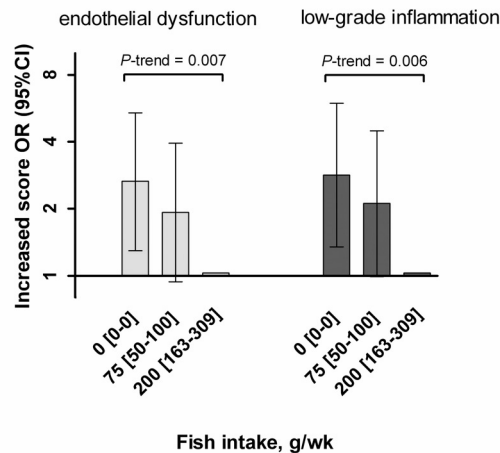 endothelial dysfunction
low-grade inflammation
P-trend = 0.007
P-trend = 0.006
Increased score OR (95%CI)
8
4
2
1
0 [0-0]
75 [50-100]
200 [163-309]
0 [0-0]
75 [50-100]
200 [163-309]
Fish intake, g/wk